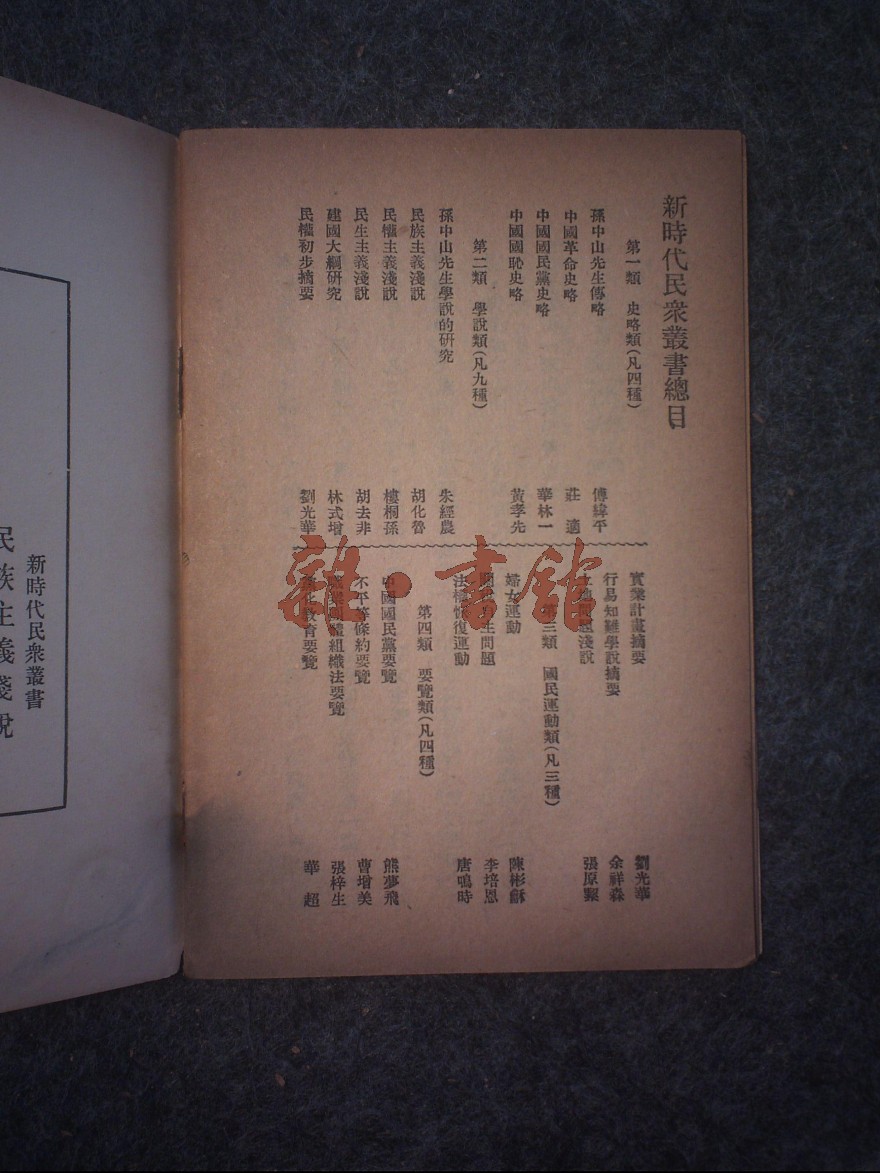 新時代民衆叢書總目
第一類 史略類(凡四種)
孫中山先生傳略 傅緯平
中國革命史略 莊適
中國國民黨史略 華林一
中國國恥史略 黃孝先
第二類 學說類(凡九種)
孫中山先生學說的研究 朱經農
民族主義淺說 胡化魯
民權主義淺說 樓桐孫
民生主義淺說 胡去非
建國大綱研究 林式增
民權初步摘要 劉光華
實業計畫摘要 劉光華
行易知難學說摘要 余祥森
淺說 張原絜
第三類 國民運動類(凡三種)
婦女運動 陳彬龢
民生問題 李培恩
法權恢復運動 唐鳴時
第四類 要覽類(凡四種)
中國國民黨要覽 熊夢飛
不平等條約要覽 曹增美
團體組織法要覽 張梓生
教育要覽 華超
新時代民衆叢書
民族主義淺說
雜·書館